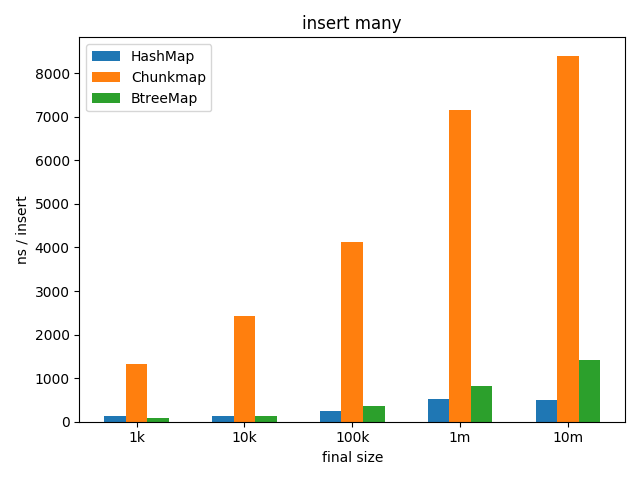 insert many
HashMap
Chunkmap
BtreeMap
ns / insert
8000
7000
6000
5000
4000
3000
2000
1000
0
1k 10k 100k 1m 10m
final size